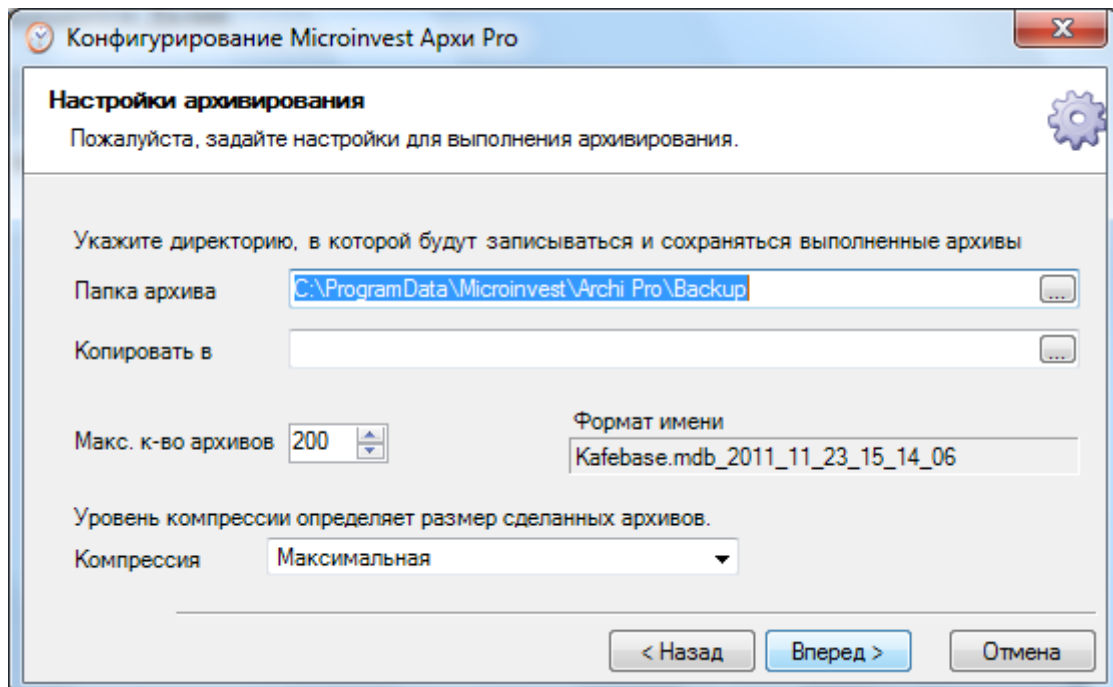 Конфигурирование Microinvest Архи Pro
Настройки архивирования
Пожалуйста, задайте настройки для выполнения архивирования.
Укажите директорию, в которой будут записываться и сохраняться выполненные архивы
Папка архива C:\ProgramData\Microinvest\Archi Pro\Backup ...
Копировать в ...
Формат имени
Макс. к-во архивов 200 Kafebase.mdb_2011_11_23_15_14_06
Уровень компрессии определяет размер сделанных архивов.
Компрессия Максимальная
< Назад Вперед > Отмена